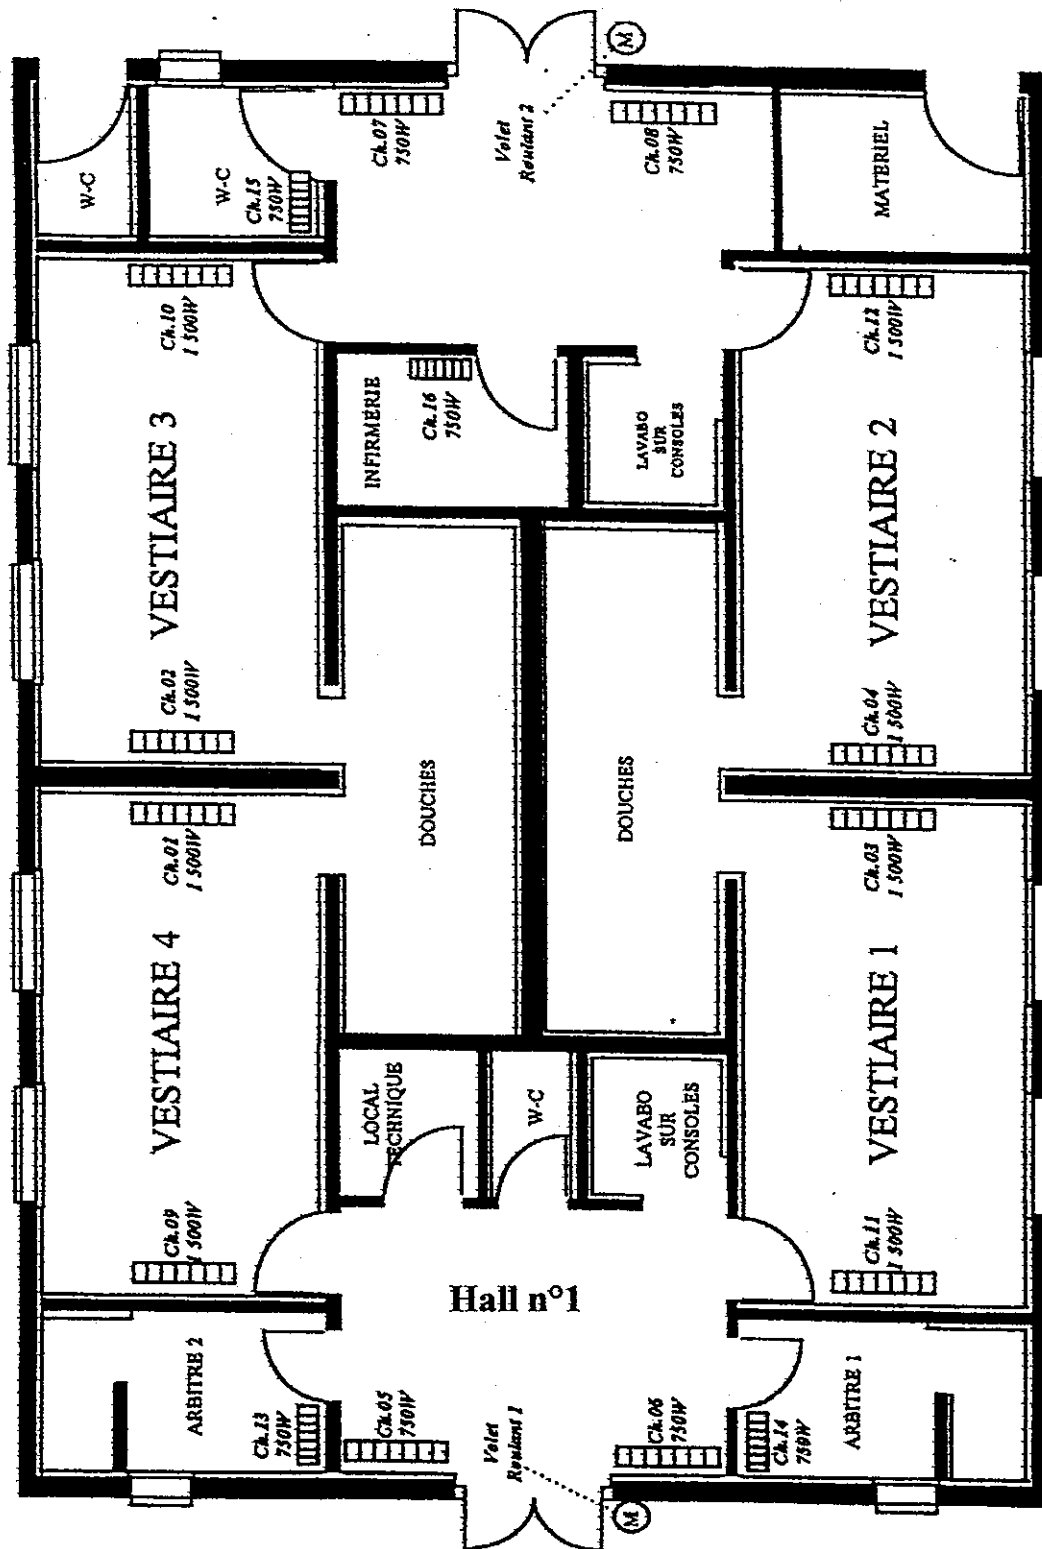 M
W-C
W-C
Ch.15
750W
Ch.07
750W
Volet
Roulant 2
Ch.08
750W
MATERIEL
Ch.10
1 500W
VESTIAIRE 3
Ch.02
1 500W
INFIRMERIE
Ch.16
750W
LAVABO
SUR
CONSOLES
Ch.12
1 500W
VESTIAIRE 2
Ch.04
1 500W
DOUCHES
DOUCHES
Ch.01
1 500W
VESTIAIRE 4
Ch.09
1 500W
Ch.03
1 500W
VESTIAIRE 1
Ch.11
1 500W
LOCAL
TECHNIQUE
W-C
LAVABO
SUR
CONSOLES
Hall n°1
ARBITRE 2
Ch.13
750W
Ch.05
750W
Volet
Roulant 1
Ch.06
750W
Ch.14
750W
ARBITRE 1
M